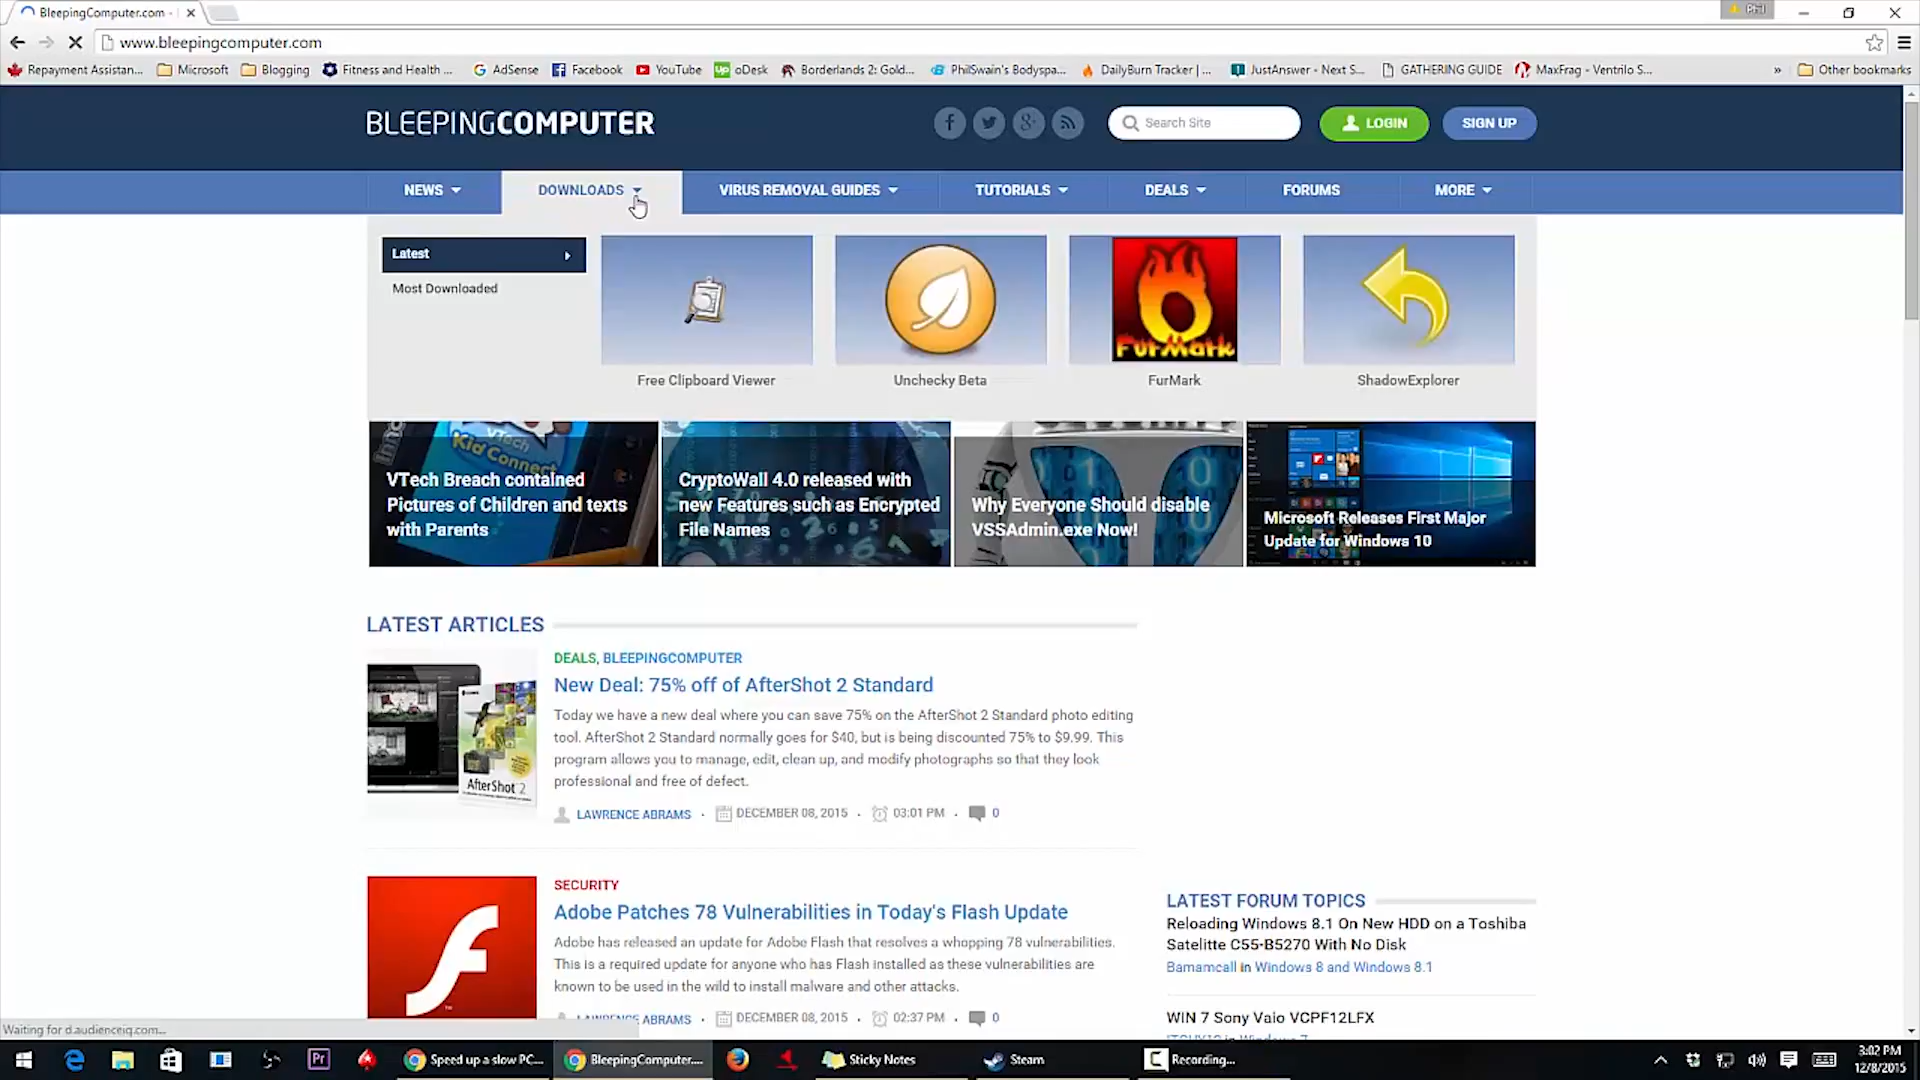 BleepingComputer.com -
Phil
www.bleepingcomputer.com
Repayment Assistan... Microsoft Blogging Fitness and Health ... AdSense Facebook YouTube oDesk Borderlands 2: Gold... PhilSwain's Bodyspa... DailyBurn Tracker | ... JustAnswer - Next S... GATHERING GUIDE MaxFrag - Ventrilo S... » Other bookmarks
BLEEPINGCOMPUTER
Search Site
LOGIN
SIGN UP
NEWS DOWNLOADS VIRUS REMOVAL GUIDES TUTORIALS DEALS FORUMS MORE
Latest
Most Downloaded
FurMark
Free Clipboard Viewer
Unchecky Beta
FurMark
ShadowExplorer
VTech
Kid Connect
VTech Breach contained
Pictures of Children and texts
with Parents
CryptoWall 4.0 released with
new Features such as Encrypted
File Names
Why Everyone Should disable
VSSAdmin.exe Now!
Microsoft Releases First Major
Update for Windows 10
LATEST ARTICLES
AfterShot 2
DEALS, BLEEPINGCOMPUTER
New Deal: 75% off of AfterShot 2 Standard
Today we have a new deal where you can save 75% on the AfterShot 2 Standard photo editing
tool. AfterShot 2 Standard normally goes for $40, but is being discounted 75% to $9.99. This
program allows you to manage, edit, clean up, and modify photographs so that they look
professional and free of defect.
LAWRENCE ABRAMS · DECEMBER 08, 2015 · 03:01 PM · 0
SECURITY
Adobe Patches 78 Vulnerabilities in Today's Flash Update
Adobe has released an update for Adobe Flash that resolves a whopping 78 vulnerabilities.
This is a required update for anyone who has Flash installed as these vulnerabilities are
known to be used in the wild to install malware and other attacks.
LAWRENCE ABRAMS · DECEMBER 08, 2015 · 02:37 PM · 0
LATEST FORUM TOPICS
Reloading Windows 8.1 On New HDD on a Toshiba
Satelitte C55-B5270 With No Disk
Bamamcall in Windows 8 and Windows 8.1
WIN 7 Sony Vaio VCPF12LFX
Waiting for d.audienceiq.com...
Pr
Speed up a slow PC...
BleepingComputer....
Sticky Notes
Steam
Recording...
3:02 PM
12/8/2015